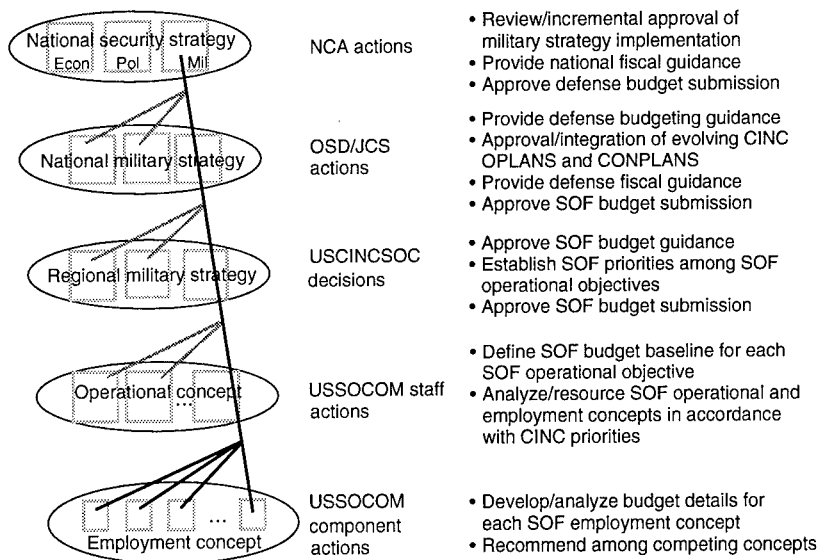 National security strategy
Econ Pol Mil
NCA actions
• Review/incremental approval of
military strategy implementation
• Provide national fiscal guidance
• Approve defense budget submission
National military strategy
OSD/JCS
actions
• Provide defense budgeting guidance
• Approval/integration of evolving CINC
OPLANS and CONPLANS
• Provide defense fiscal guidance
• Approve SOF budget submission
Regional military strategy
USCINCSOC
decisions
• Approve SOF budget guidance
• Establish SOF priorities among SOF
operational objectives
• Approve SOF budget submission
Operational concept
...
USSOCOM staff
actions
• Define SOF budget baseline for each
SOF operational objective
• Analyze/resource SOF operational and
employment concepts in accordance
with CINC priorities
...
Employment concept
USSOCOM
component
actions
• Develop/analyze budget details for
each SOF employment concept
• Recommend among competing concepts